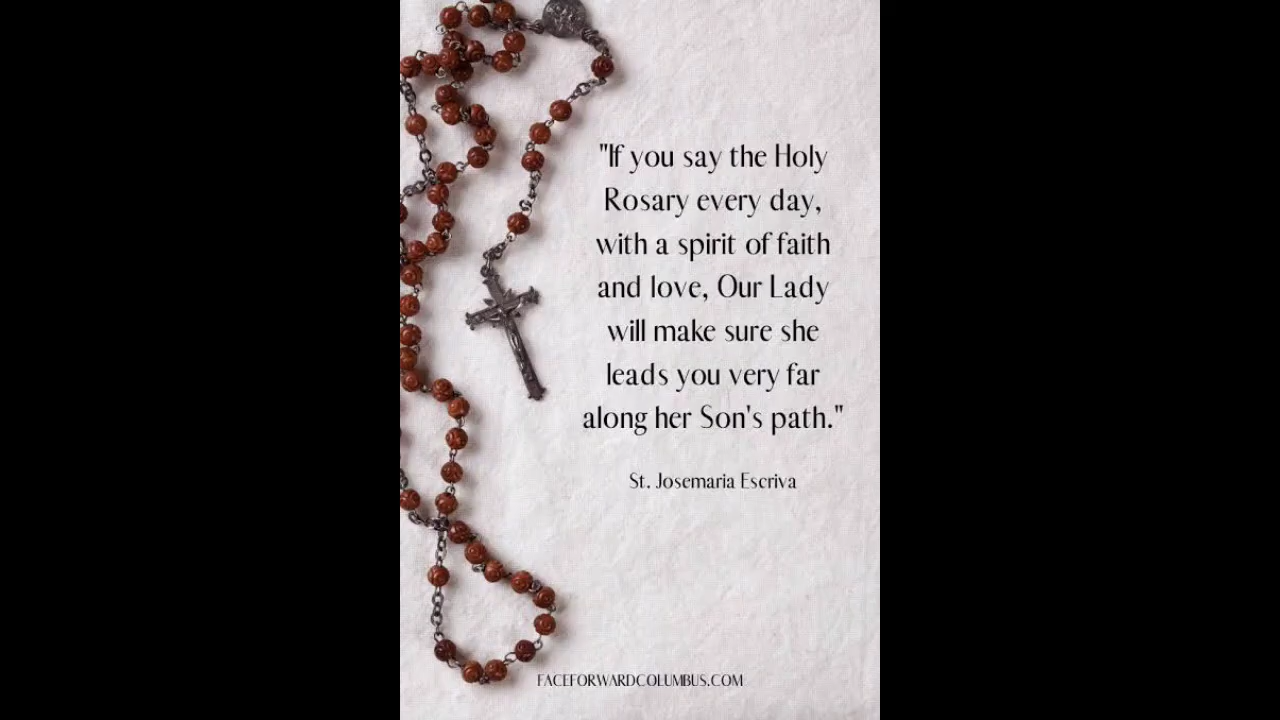 "If you say the Holy
Rosary every day,
with a spirit of faith
and love, Our Lady
will make sure she
leads you very far
along her Son's path."
St. Josemaria Escriva
FACEFORWARDCOLUMBUS.COM